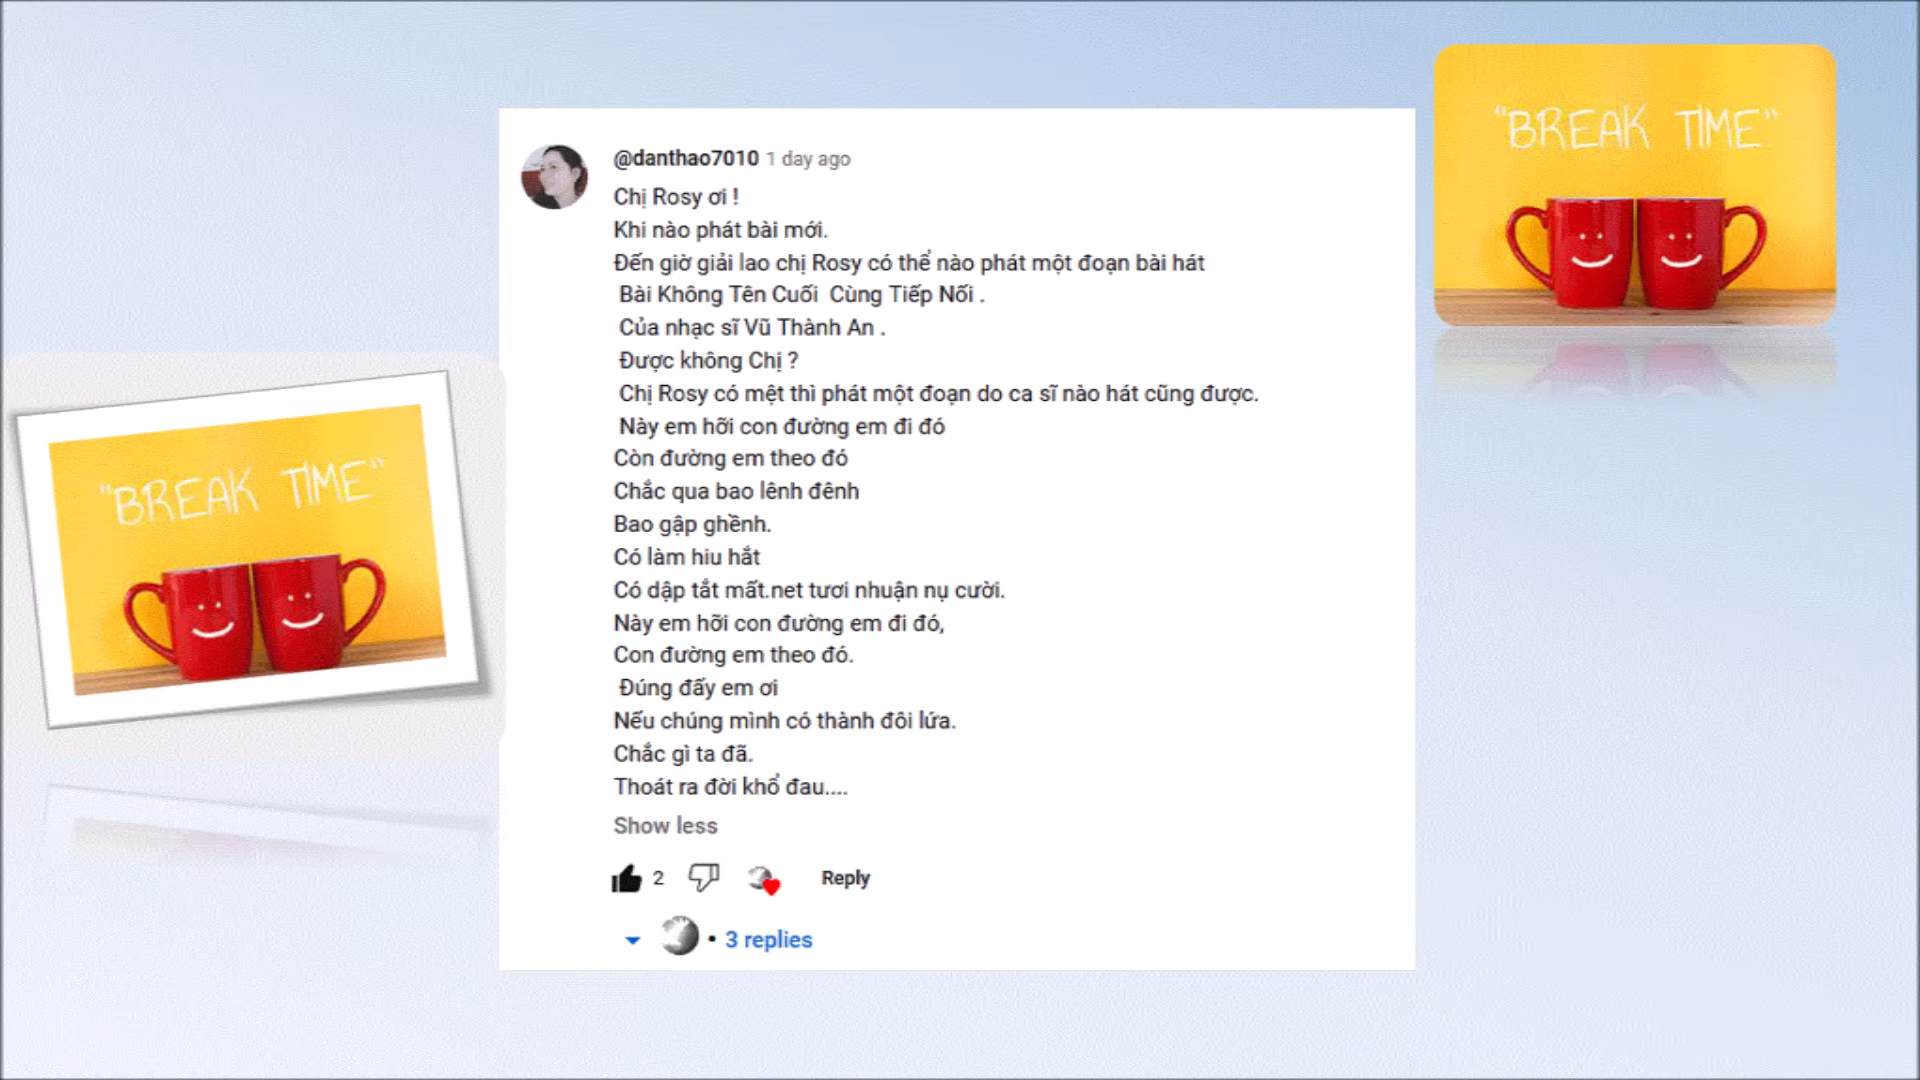 "BREAK TIME"
@danthao7010 1 day ago
Chị Rosy ơi !
Khi nào phát bài mới.
Đến giờ giải lao chị Rosy có thể nào phát một đoạn bài hát
Bài Không Tên Cuối  Cùng Tiếp Nối .
Của nhạc sĩ Vũ Thành An .
Được không Chị ?
Chị Rosy có mệt thì phát một đoạn do ca sĩ nào hát cũng được.
Này em hỡi con đường em đi đó
Còn đường em theo đó
Chắc qua bao lênh đênh
Bao gập ghềnh.
Có làm hiu hắt
Có dập tắt mất.net tươi nhuận nụ cười.
Này em hỡi con đường em đi đó,
Con đường em theo đó.
Đúng đấy em ơi
Nếu chúng mình có thành đôi lứa.
Chắc gì ta đã.
Thoát ra đời khổ đau....
Show less
2 Reply
• 3 replies
"BREAK TIME"